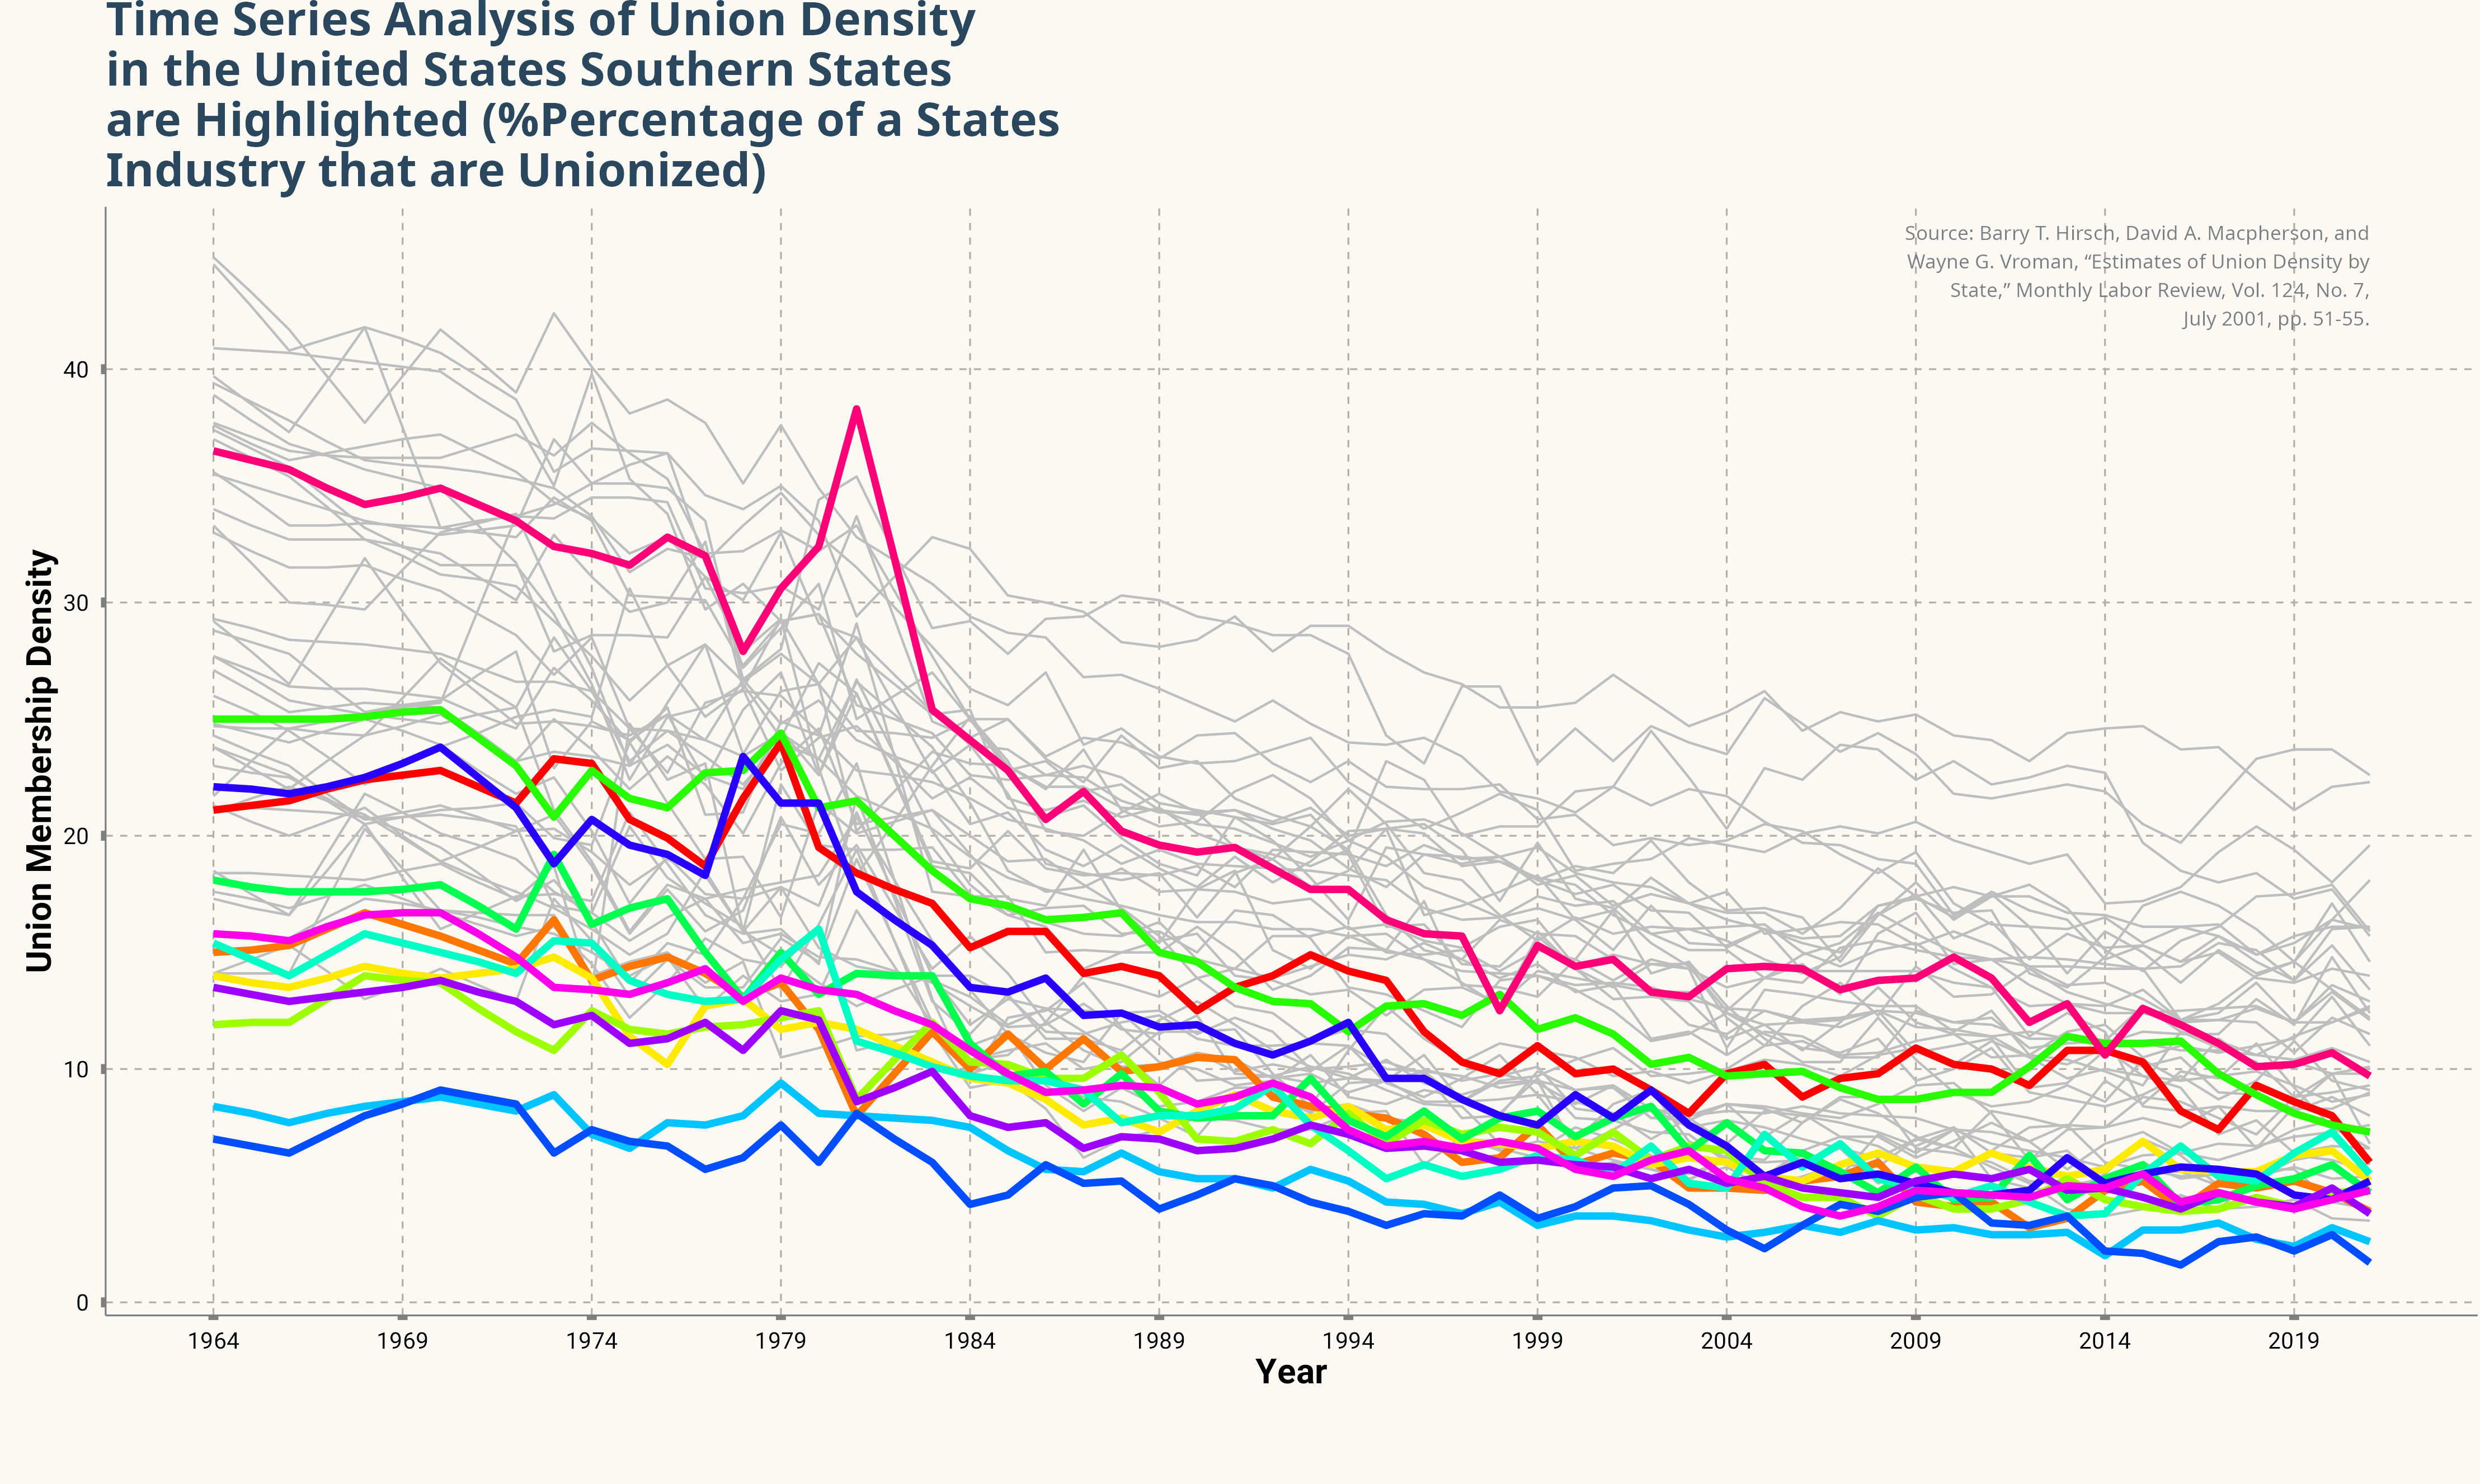 Time Series Analysis of Union Density
in the United States Southern States
are Highlighted (%Percentage of a States
Industry that are Unionized)
Source: Barry T. Hirsch, David A. Macpherson, and
Wayne G. Vroman, “Estimates of Union Density by
State,” Monthly Labor Review, Vol. 124, No. 7,
July 2001, pp. 51-55.
Union Membership Density
40
30
20
10
0
1964 1969 1974 1979 1984 1989 1994 1999 2004 2009 2014 2019
Year